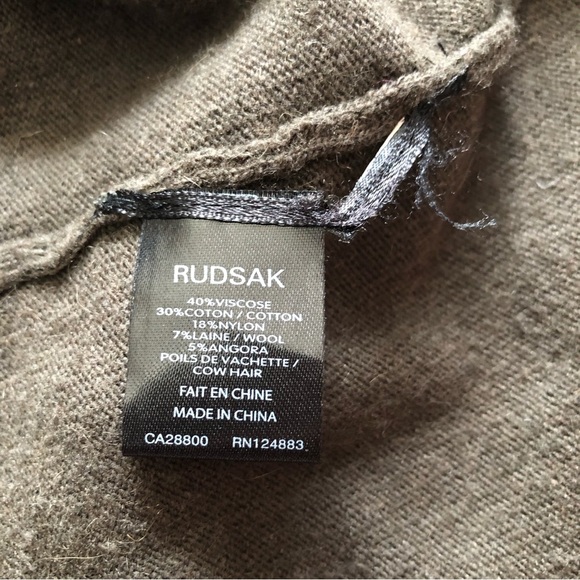 RUDSAK
40%VISCOSE
30%COTON / COTTON
18%NYLON
7%LAINE / WOOL
5%ANGORA
POILS DE VACHETTE /
COW HAIR
FAIT EN CHINE
MADE IN CHINA
CA28800 RN124883